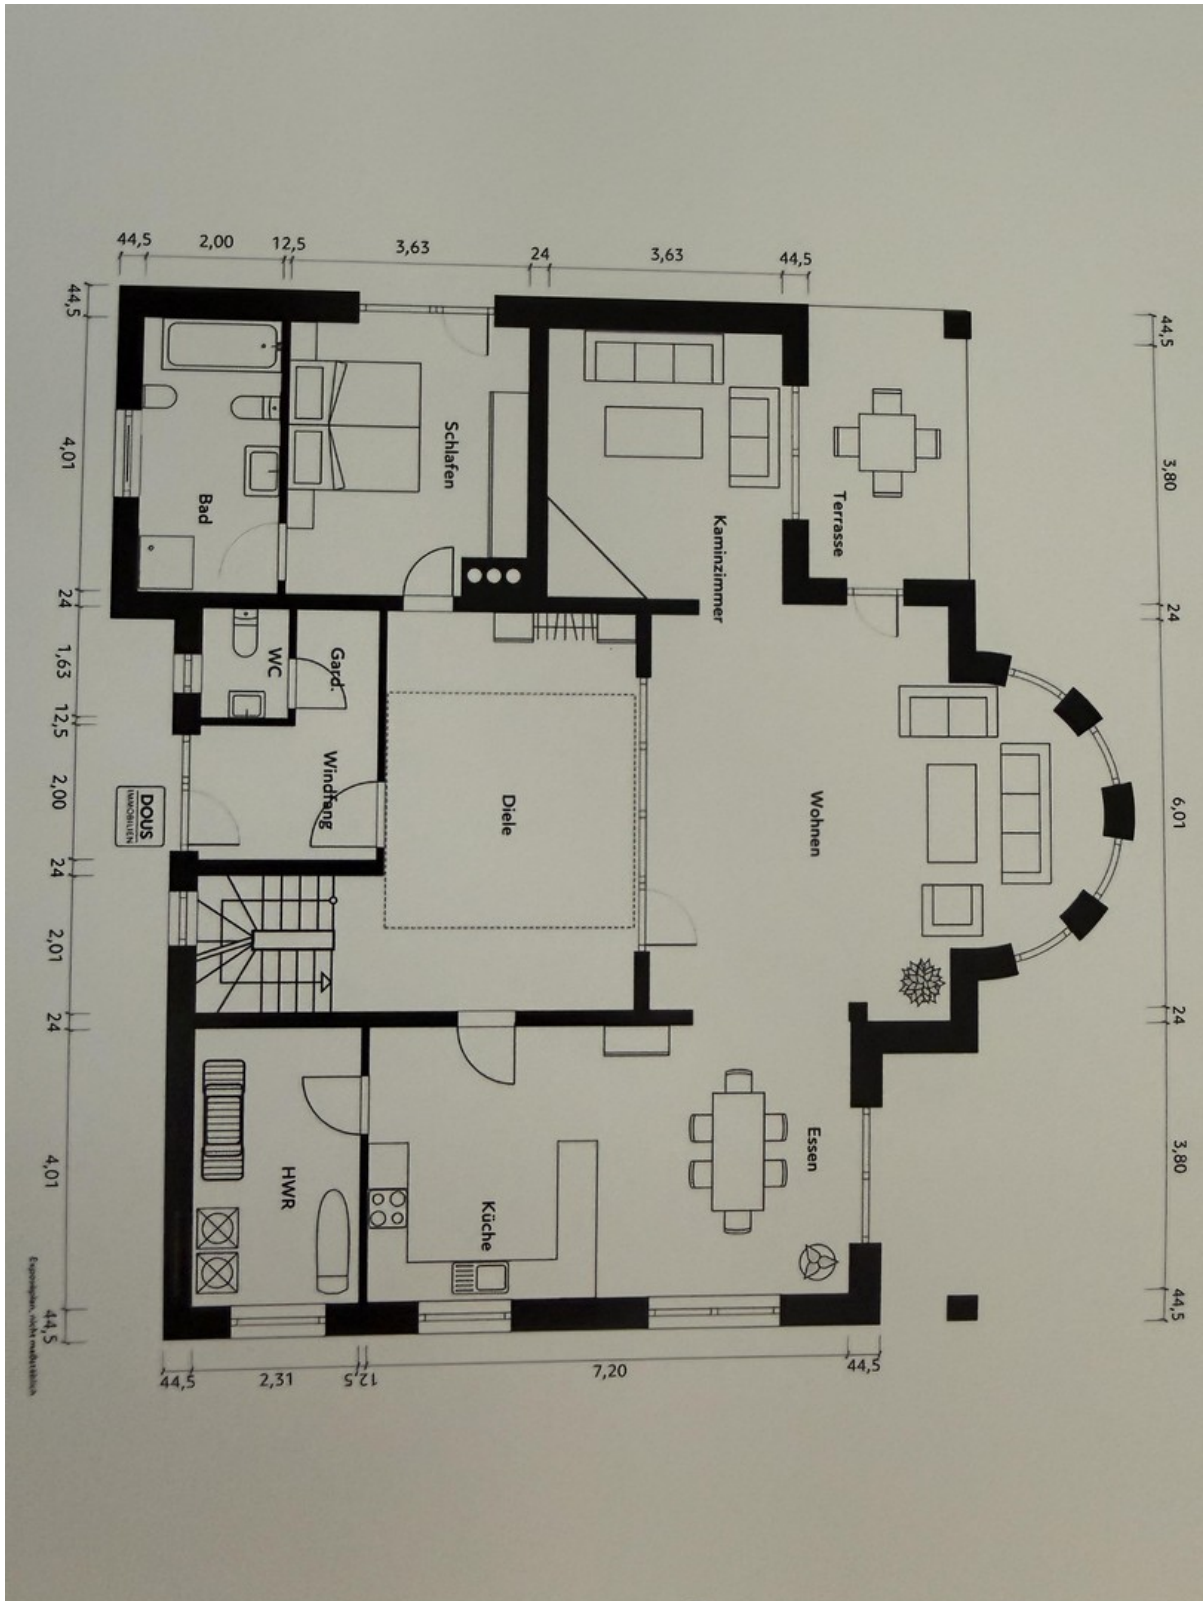 44,5
2,00
12,5
3,63
24
3,63
44,5
44,5
4,01
24
1,63
12,5
2,00
24
2,01
24
4,01
44,5
44,5
3,80
24
6,01
24
3,80
44,5
Bad
Schlafen
Kaminzimmer
Terrasse
WC
Gard.
Windfang
Diele
Wohnen
HWR
Küche
Essen
DOUS
IMMOBILIEN
44,5
2,31
12,5
7,20
44,5
Exposéplan, nicht maßstäblich